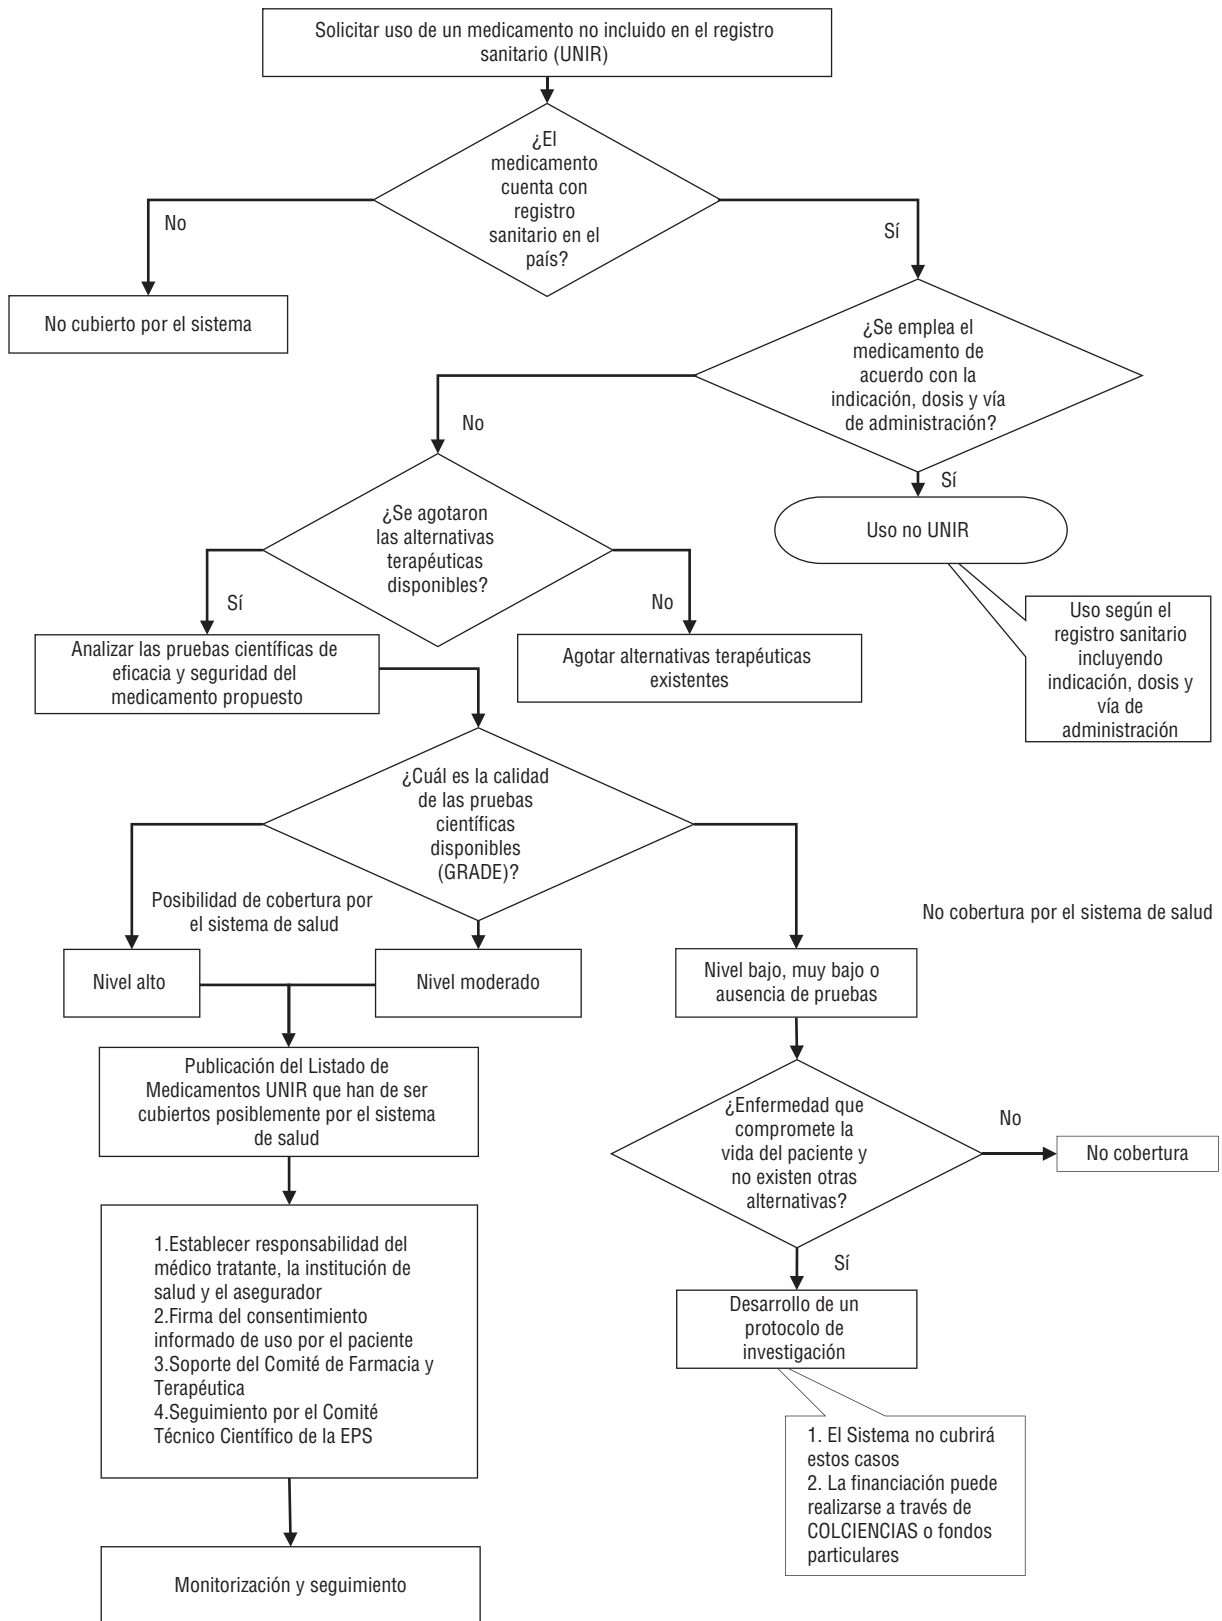 Solicitar uso de un medicamento no incluido en el registro
sanitario (UNIR)
¿El
medicamento
cuenta con
registro
sanitario en el
país?
No
Sí
No cubierto por el sistema
¿Se emplea el
medicamento de
acuerdo con la
indicación, dosis y vía
de administración?
No
Sí
¿Se agotaron
las alternativas
terapéuticas
disponibles?
Uso no UNIR
Sí
No
Uso según el
registro sanitario
incluyendo
indicación, dosis y
vía de
administración
Analizar las pruebas científicas de
eficacia y seguridad del
medicamento propuesto
Agotar alternativas terapéuticas
existentes
¿Cuál es la calidad
de las pruebas
científicas
disponibles
(GRADE)?
Posibilidad de cobertura por
el sistema de salud
No cobertura por el sistema de salud
Nivel alto
Nivel moderado
Nivel bajo, muy bajo o
ausencia de pruebas
Publicación del Listado de
Medicamentos UNIR que han de ser
cubiertos posiblemente por el sistema
de salud
¿Enfermedad que
compromete la
vida del paciente y
no existen otras
alternativas?
No
No cobertura
Sí
1.Establecer responsabilidad del
médico tratante, la institución de
salud y el asegurador
2.Firma del consentimiento
informado de uso por el paciente
3.Soporte del Comité de Farmacia y
Terapéutica
4.Seguimiento por el Comité
Técnico Científico de la EPS
Desarrollo de un
protocolo de
investigación
1. El Sistema no cubrirá
estos casos
2. La financiación puede
realizarse a través de
COLCIENCIAS o fondos
particulares
Monitorización y seguimiento